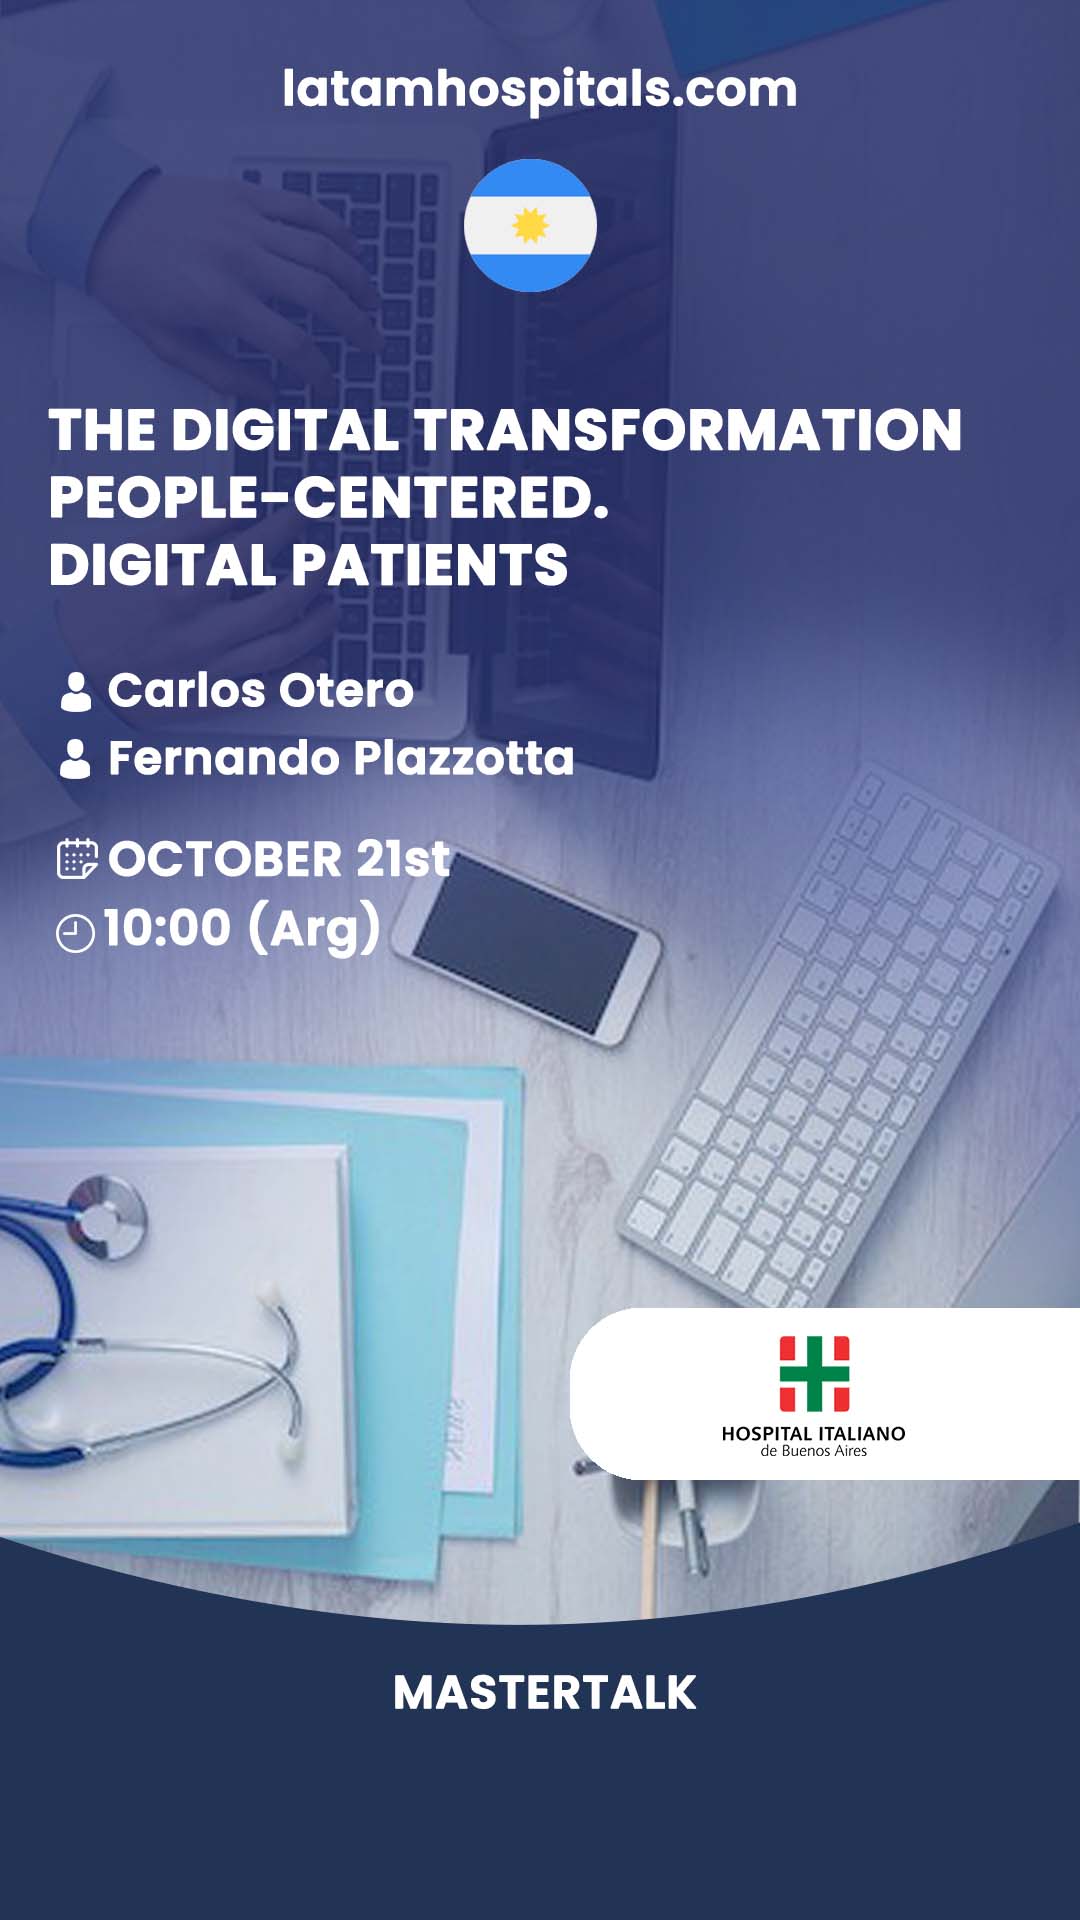 latamhospitals.com
THE DIGITAL TRANSFORMATION
PEOPLE-CENTERED.
DIGITAL PATIENTS
Carlos Otero
Fernando Plazzotta
OCTOBER 21st
10:00 (Arg)
HOSPITAL ITALIANO
de Buenos Aires
MASTERTALK